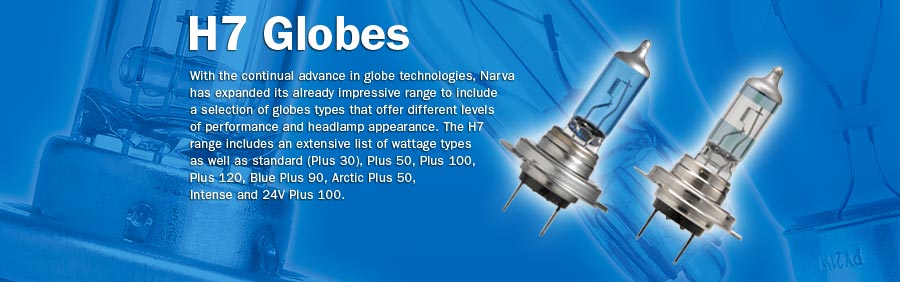 H7 Globes
With the continual advance in globe technologies, Narva
has expanded its already impressive range to include
a selection of globes types that offer different levels
of performance and headlamp appearance. The H7
range includes an extensive list of wattage types
as well as standard (Plus 30), Plus 50, Plus 100,
Plus 120, Blue Plus 90, Arctic Plus 50,
Intense and 24V Plus 100.